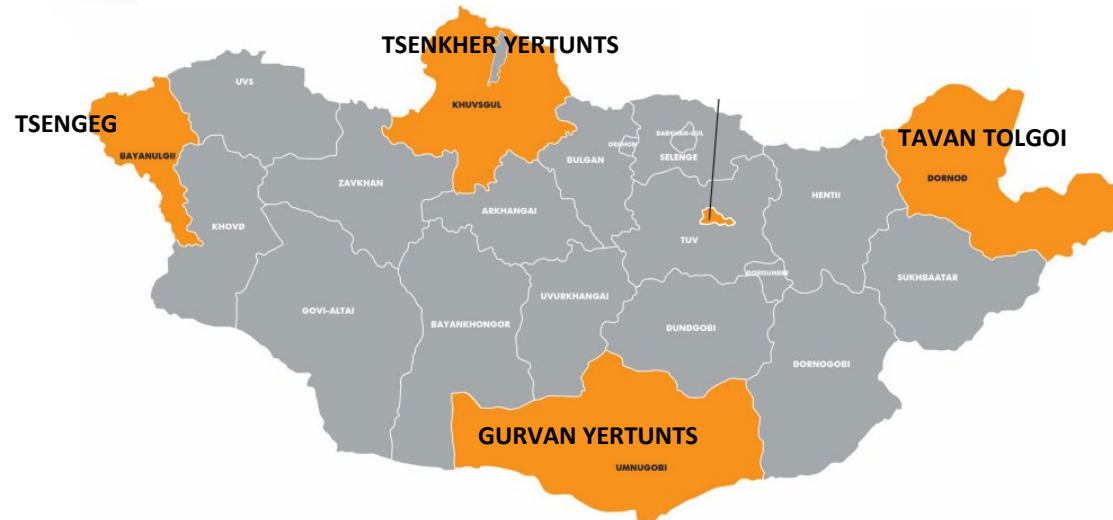 TSENKHER YERTUNTS
UVS
KHUVSGUL
TSENGEG
TAVAN TOLGOI
BAYANULGII
ORKHON
DARKHAN-UUL
BULGAN
SELENGE
DORNOD
ZAVKHAN
HENTII
ARKHANGAI
KHOVD
TUV
SUKHBAATAR
UVURKHANGAI
GOVI-ALTAI
BAYANKHONGOR
DUNDGOBI
DORNOGOBI
GURVAN YERTUNTS
UMNUGOBI